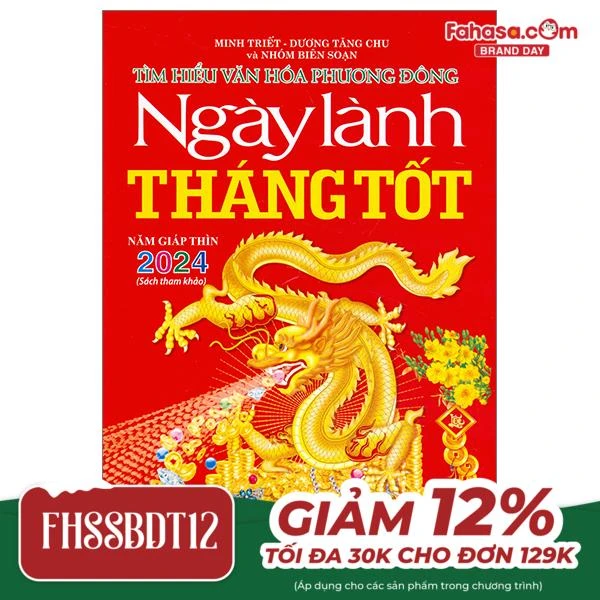 Fahasa.com
BRAND DAY
MINH TRIẾT - DƯƠNG TĂNG CHU
và NHÓM BIÊN SOẠN
TÌM HIỂU VĂN HÓA PHƯƠNG ĐÔNG
Ngày lành
THÁNG TỐT
NĂM GIÁP THÌN
2024
(Sách tham khảo)
FHSSBDT12
GIẢM 12%
TỐI ĐA 30K CHO ĐƠN 129K
(Áp dụng cho các sản phẩm trong chương trình)